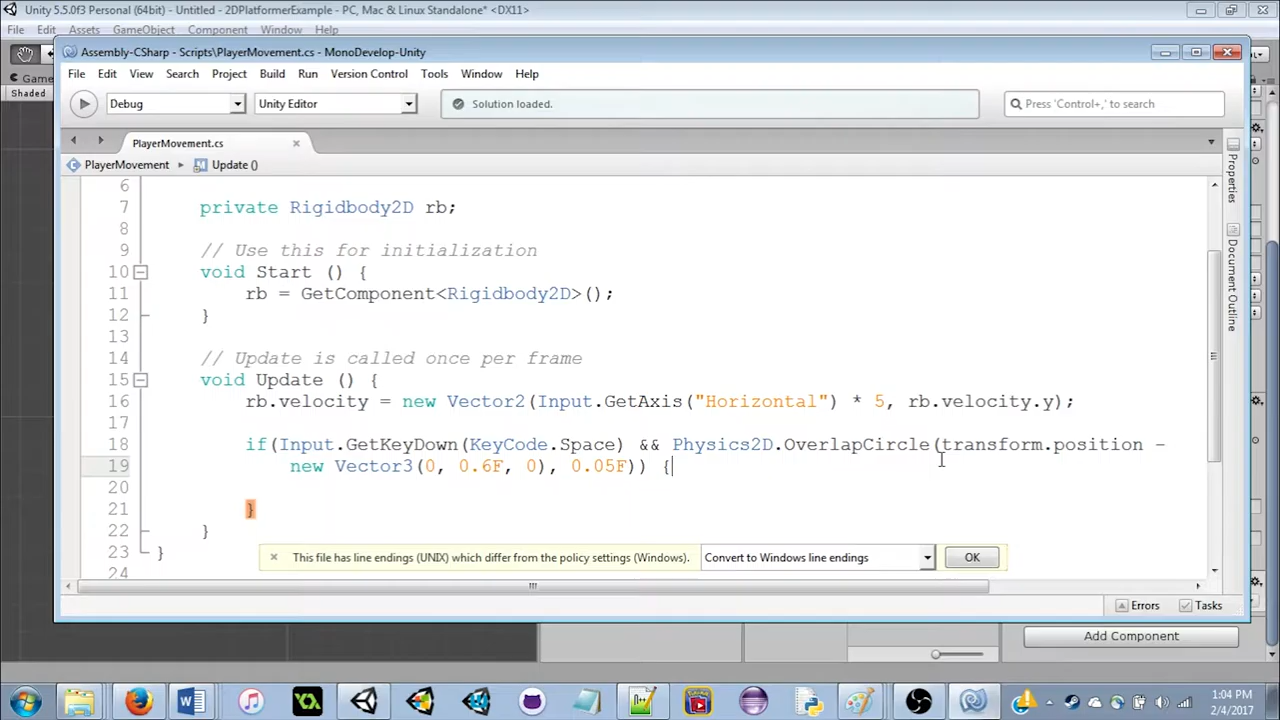 Unity 5.5.0f3 Personal (64bit) - Untitled - 2DPlatformerExample - PC, Mac & Linux Standalone* <DX11>
File Edit Assets GameObject Component Window Help
Game
Shaded
Assembly-CSharp - Scripts\PlayerMovement.cs - MonoDevelop-Unity
File Edit View Search Project Build Run Version Control Tools Window Help
Debug Unity Editor Solution loaded. Press 'Control+,' to search
PlayerMovement.cs
PlayerMovement Update ()
6
7 private Rigidbody2D rb;
8
9 // Use this for initialization
10 void Start () {
11 rb = GetComponent<Rigidbody2D>();
12 }
13
14 // Update is called once per frame
15 void Update () {
16 rb.velocity = new Vector2(Input.GetAxis("Horizontal") * 5, rb.velocity.y);
17
18 if(Input.GetKeyDown(KeyCode.Space) && Physics2D.OverlapCircle(transform.position -
19 new Vector3(0, 0.6F, 0), 0.05F)) {
20
21 }
22 }
23 }
24
Properties
Document Outline
This file has line endings (UNIX) which differ from the policy settings (Windows). Convert to Windows line endings OK
Errors Tasks
Add Component
1:04 PM
2/4/2017